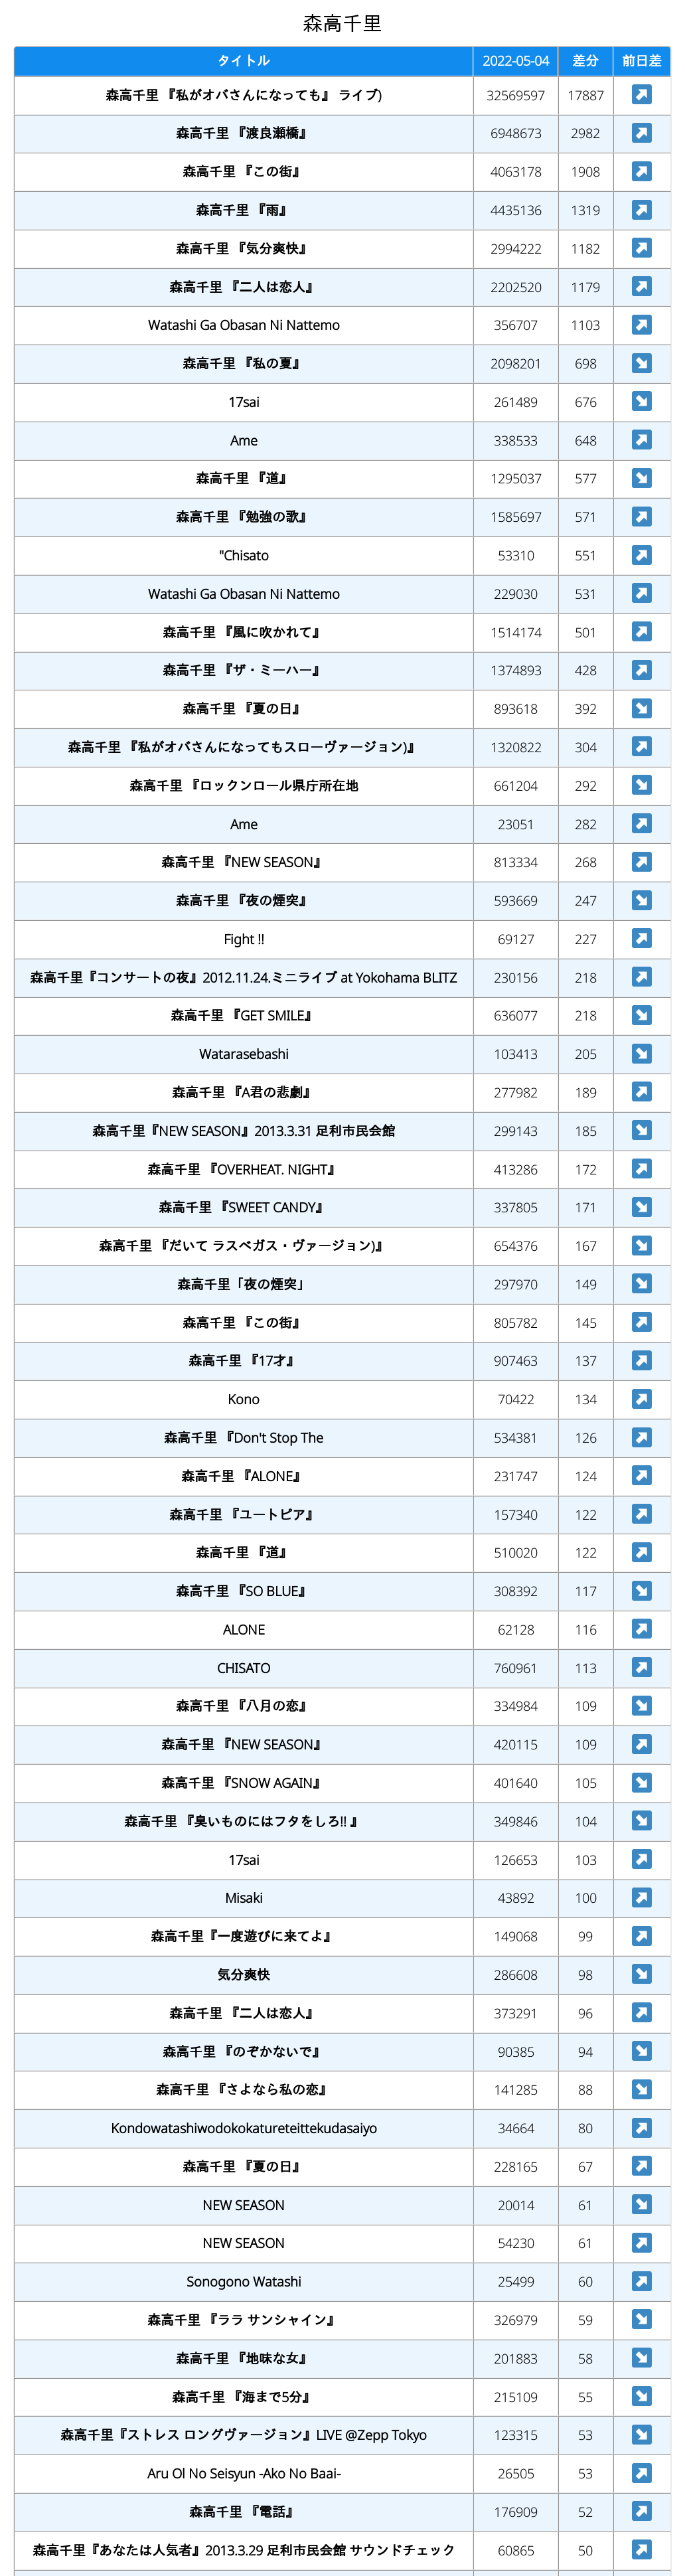 森高千里
タイトル 2022-05-04 差分 前日差
森高千里 『私がオバさんになっても』 ライブ) 32569597 17887
森高千里 『渡良瀬橋』 6948673 2982
森高千里 『この街』 4063178 1908
森高千里 『雨』 4435136 1319
森高千里 『気分爽快』 2994222 1182
森高千里 『二人は恋人』 2202520 1179
Watashi Ga Obasan Ni Nattemo 356707 1103
森高千里 『私の夏』 2098201 698
17sai 261489 676
Ame 338533 648
森高千里 『道』 1295037 577
森高千里 『勉強の歌』 1585697 571
"Chisato 53310 551
Watashi Ga Obasan Ni Nattemo 229030 531
森高千里 『風に吹かれて』 1514174 501
森高千里 『ザ・ミーハー』 1374893 428
森高千里 『夏の日』 893618 392
森高千里 『私がオバさんになってもスローヴァージョン)』 1320822 304
森高千里 『ロックンロール県庁所在地 661204 292
Ame 23051 282
森高千里 『NEW SEASON』 813334 268
森高千里 『夜の煙突』 593669 247
Fight !! 69127 227
森高千里『コンサートの夜』2012.11.24.ミニライブ at Yokohama BLITZ 230156 218
森高千里 『GET SMILE』 636077 218
Watarasebashi 103413 205
森高千里 『A君の悲劇』 277982 189
森高千里『NEW SEASON』2013.3.31 足利市民会館 299143 185
森高千里 『OVERHEAT. NIGHT』 413286 172
森高千里 『SWEET CANDY』 337805 171
森高千里 『だいて ラスベガス・ヴァージョン)』 654376 167
森高千里「夜の煙突」 297970 149
森高千里 『この街』 805782 145
森高千里 『17才』 907463 137
Kono 70422 134
森高千里 『Don't Stop The 534381 126
森高千里 『ALONE』 231747 124
森高千里 『ユートピア』 157340 122
森高千里 『道』 510020 122
森高千里 『SO BLUE』 308392 117
ALONE 62128 116
CHISATO 760961 113
森高千里 『八月の恋』 334984 109
森高千里 『NEW SEASON』 420115 109
森高千里 『SNOW AGAIN』 401640 105
森高千里 『臭いものにはフタをしろ!! 』 349846 104
17sai 126653 103
Misaki 43892 100
森高千里『一度遊びに来てよ』 149068 99
気分爽快 286608 98
森高千里 『二人は恋人』 373291 96
森高千里 『のぞかないで』 90385 94
森高千里 『さよなら私の恋』 141285 88
Kondowatashiwodokokatureteittekudasaiyo 34664 80
森高千里 『夏の日』 228165 67
NEW SEASON 20014 61
NEW SEASON 54230 61
Sonogono Watashi 25499 60
森高千里 『ララ サンシャイン』 326979 59
森高千里 『地味な女』 201883 58
森高千里 『海まで5分』 215109 55
森高千里『ストレス ロングヴァージョン』LIVE @Zepp Tokyo 123315 53
Aru Ol No Seisyun -Ako No Baai- 26505 53
森高千里 『電話』 176909 52
森高千里『あなたは人気者』2013.3.29 足利市民会館 サウンドチェック 60865 50